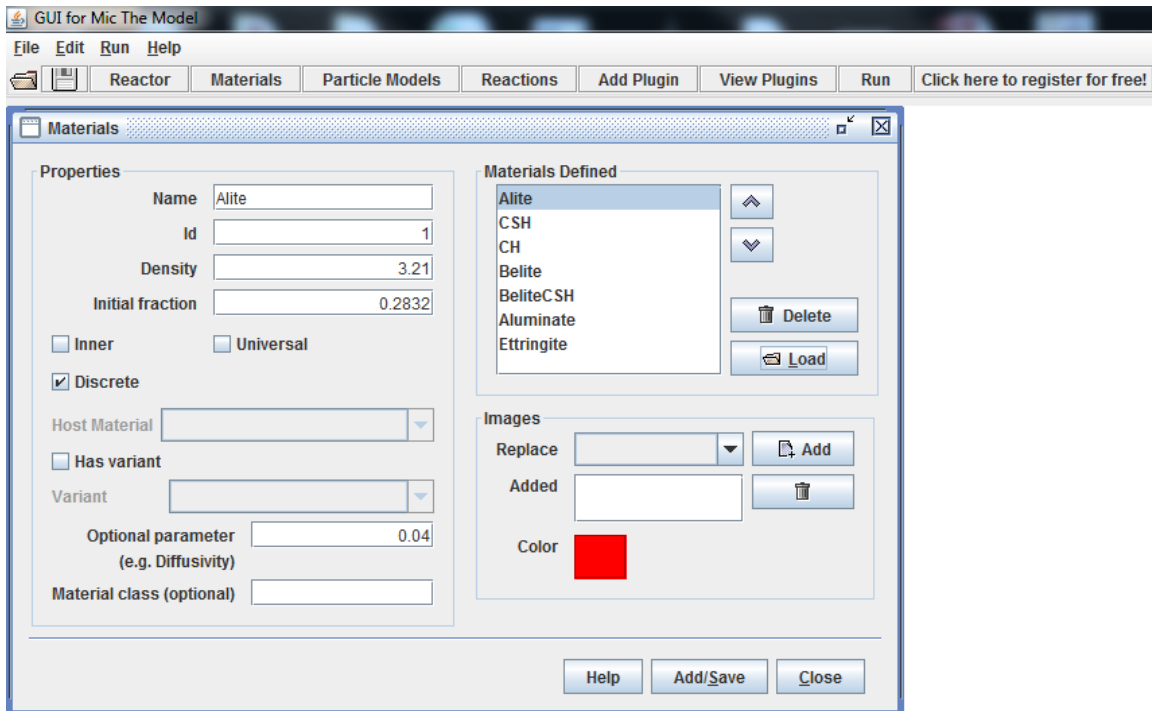 GUI for Mic The Model
File Edit Run Help
Reactor Materials Particle Models Reactions Add Plugin View Plugins Run Click here to register for free!
Materials
Properties
Name Alite
Id 1
Density 3.21
Initial fraction 0.2832
Inner Universal
Discrete
Host Material
Has variant
Variant
Optional parameter 0.04
(e.g. Diffusivity)
Material class (optional)
Materials Defined
Alite
CSH
CH
Belite
BeliteCSH
Aluminate
Ettringite
Delete
Load
Images
Replace Add
Added
Color
Help Add/Save Close